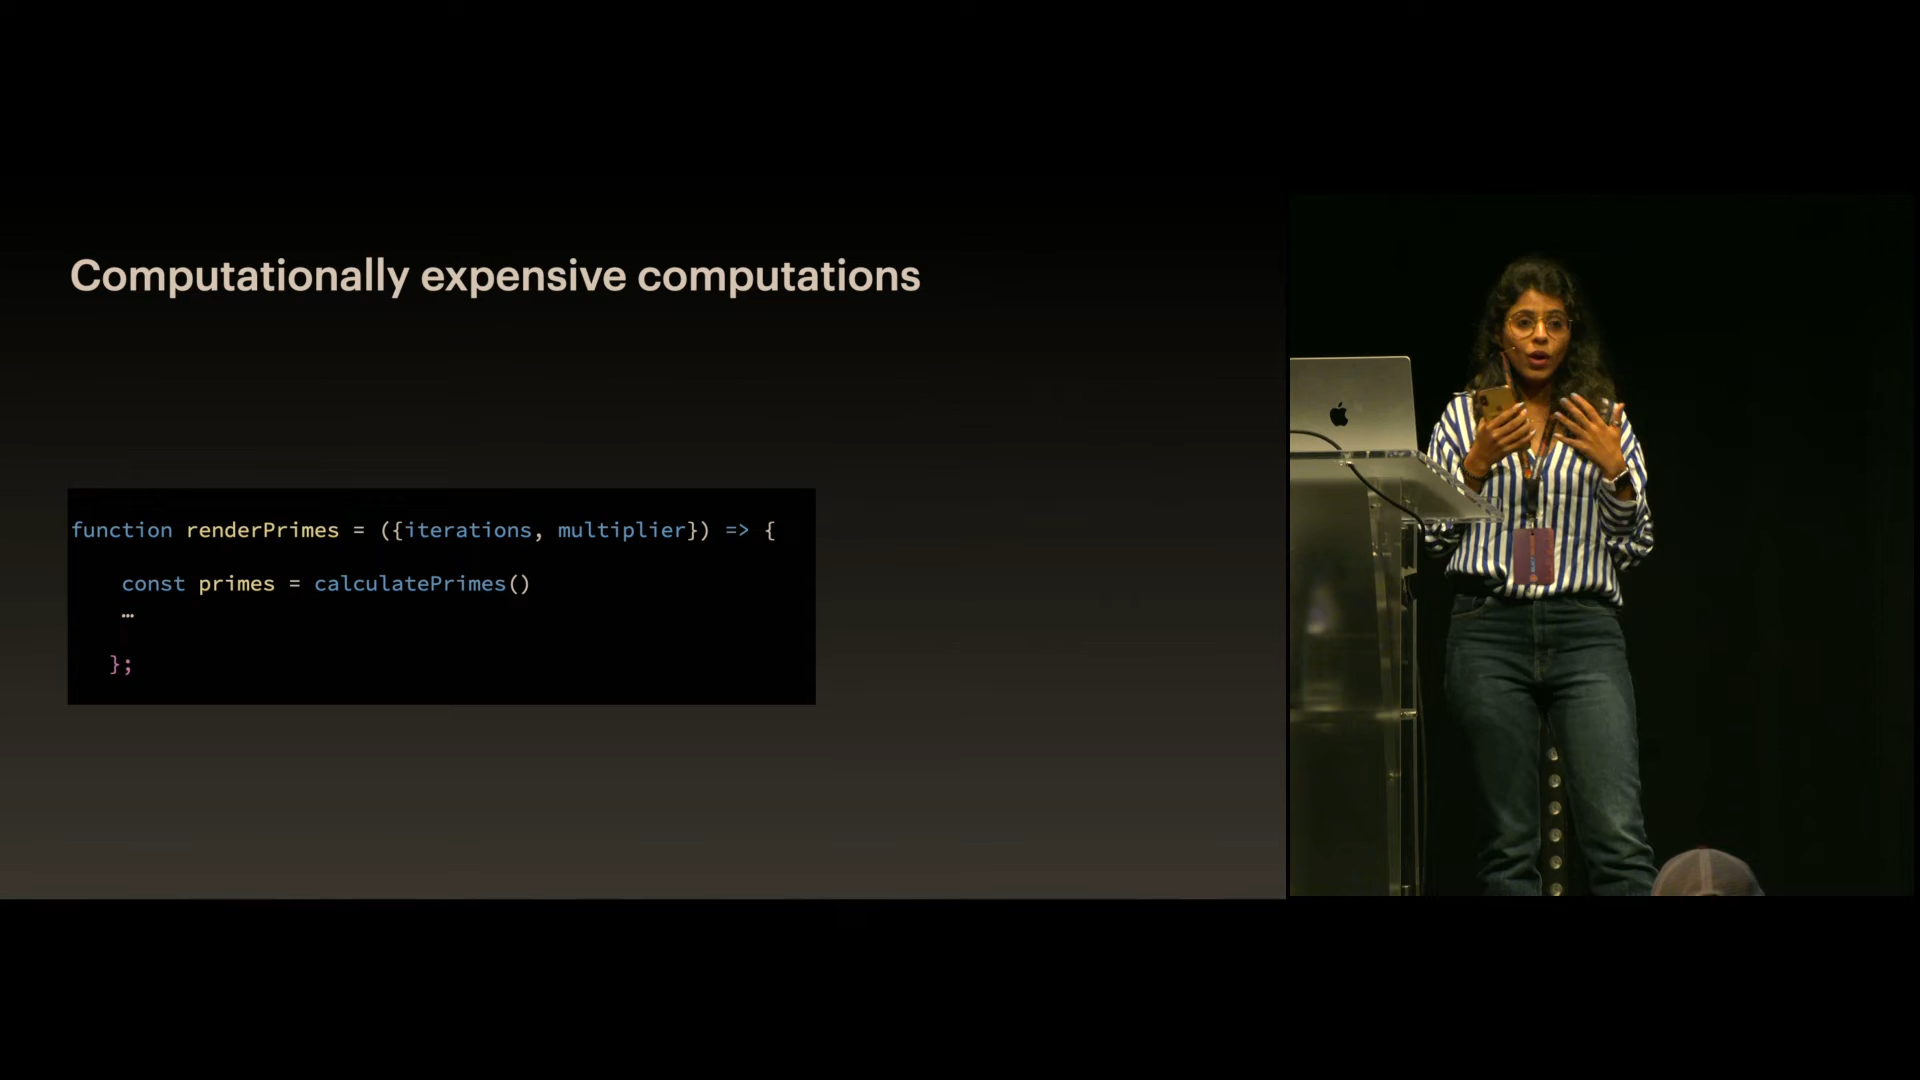 Computationally expensive computations
function renderPrimes = ({iterations, multiplier}) => {
const primes = calculatePrimes()
…
};